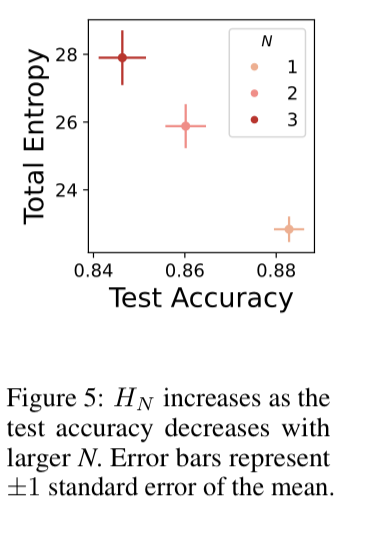 28
26
24
Total Entropy
N
1
2
3
0.84 0.86 0.88
Test Accuracy
Figure 5: H_N increases as the
test accuracy decreases with
larger N. Error bars represent
±1 standard error of the mean.